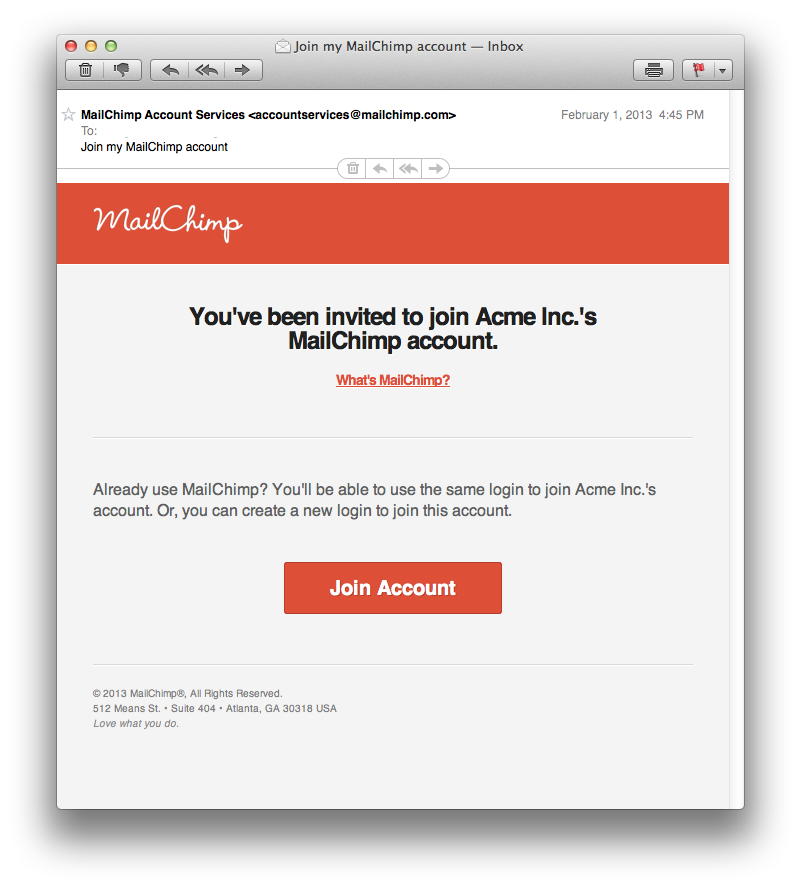 Join my MailChimp account — Inbox
MailChimp Account Services <accountservices@mailchimp.com>
February 1, 2013 4:45 PM
To:
Join my MailChimp account
MailChimp
You've been invited to join Acme Inc.'s
MailChimp account.
What's MailChimp?
Already use MailChimp? You'll be able to use the same login to join Acme Inc.'s
account. Or, you can create a new login to join this account.
Join Account
© 2013 MailChimp®, All Rights Reserved.
512 Means St. • Suite 404 • Atlanta, GA 30318 USA
Love what you do.